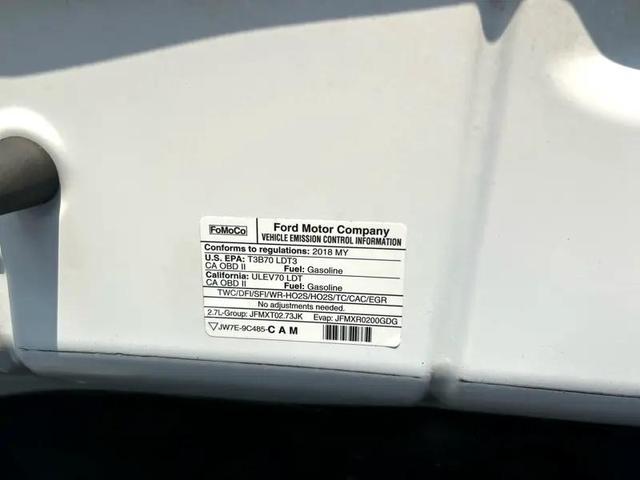 FoMoCo
Ford Motor Company
VEHICLE EMISSION CONTROL INFORMATION
Conforms to regulations: 2018 MY
U.S. EPA: T3B70 LDT3
CA OBD II Fuel: Gasoline
California: ULEV70 LDT
CA OBD II Fuel: Gasoline
TWC/DFI/SFI/WR-HO2S/HO2S/TC/CAC/EGR
No adjustments needed.
2.7L-Group: JFMXT02.73JK Evap: JFMXR0200GDG
JW7E-9C485-CAM